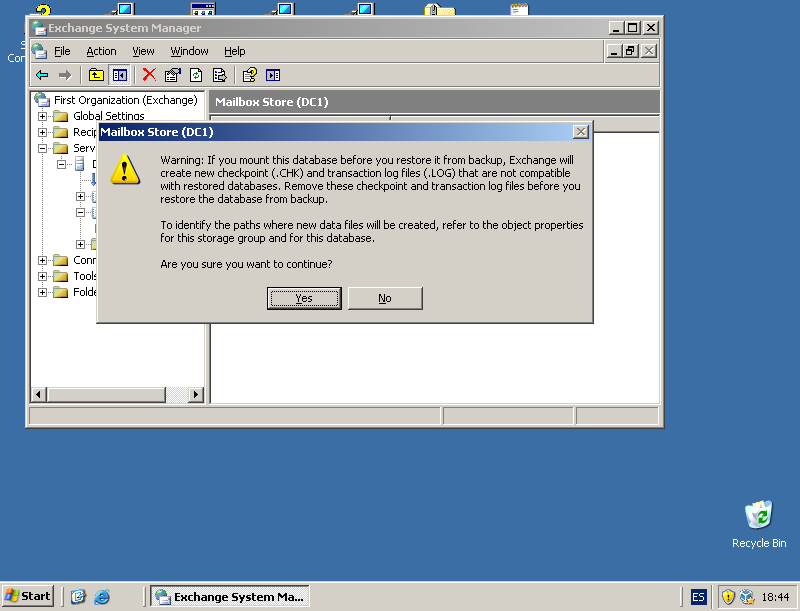 Exchange System Manager
File Action View Window Help
First Organization (Exchange)
Mailbox Store (DC1)
Global Settings
Mailbox Store (DC1)
Warning: If you mount this database before you restore it from backup, Exchange will
create new checkpoint (.CHK) and transaction log files (.LOG) that are not compatible
with restored databases. Remove these checkpoint and transaction log files before you
restore the database from backup.
To identify the paths where new data files will be created, refer to the object properties
for this storage group and for this database.
Are you sure you want to continue?
Yes No
Tools
Recycle Bin
Start
Exchange System Ma...
ES
18:44